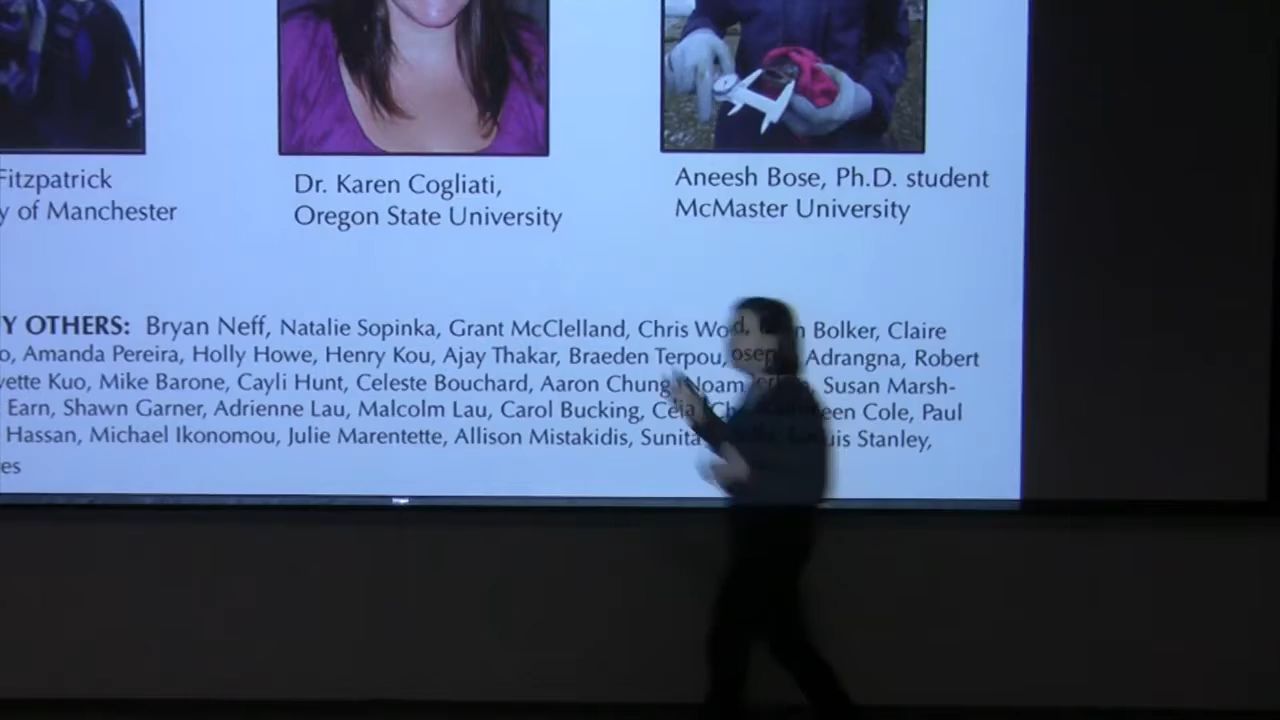 Fitzpatrick
y of Manchester
Dr. Karen Cogliati,
Oregon State University
Aneesh Bose, Ph.D. student
McMaster University
Y OTHERS: Bryan Neff, Natalie Sopinka, Grant McClelland, Chris Wood, Bolker, Claire
o, Amanda Pereira, Holly Howe, Henry Kou, Ajay Thakar, Braeden Terpou, Adrangna, Robert
vette Kuo, Mike Barone, Cayli Hunt, Celeste Bouchard, Aaron Chung, Noam Susan Marsh-
Earn, Shawn Garner, Adrienne Lau, Malcolm Lau, Carol Bucking, Cole, Paul
Hassan, Michael Ikonomou, Julie Marentette, Allison Mistakidis, Sunita Stanley,
es